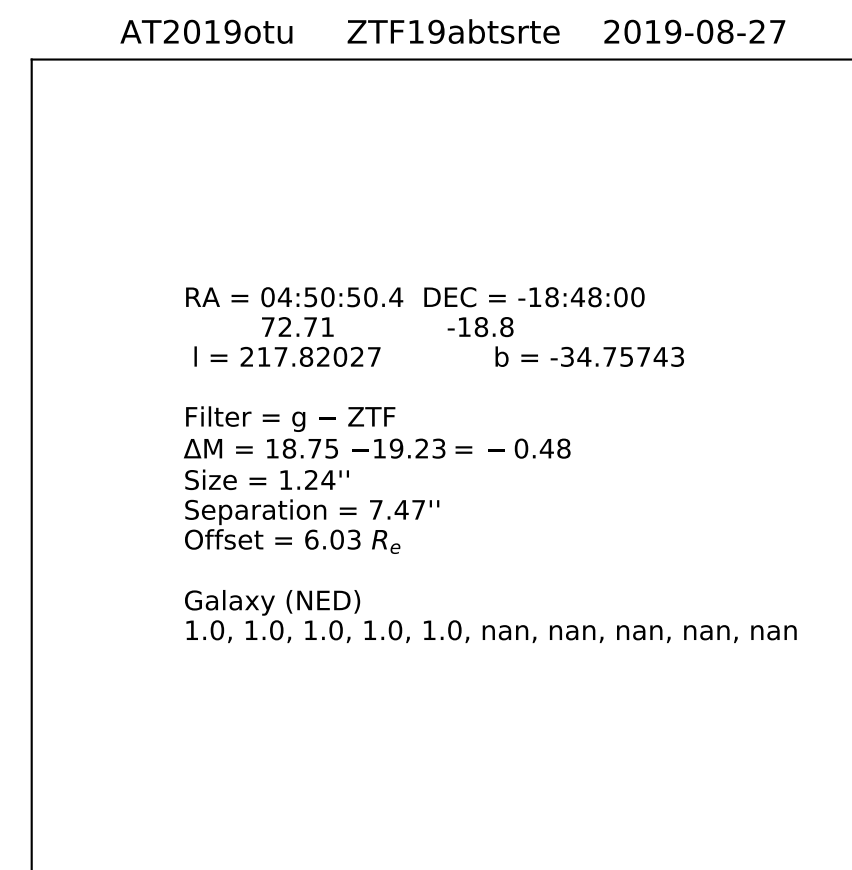 AT2019otu ZTF19abtsrte 2019-08-27
RA = 04:50:50.4 DEC = -18:48:00
72.71 -18.8
l = 217.82027 b = -34.75743
Filter = g − ZTF
ΔM = 18.75 −19.23 = − 0.48
Size = 1.24''
Separation = 7.47''
Offset = 6.03 Re
Galaxy (NED)
1.0, 1.0, 1.0, 1.0, 1.0, nan, nan, nan, nan, nan